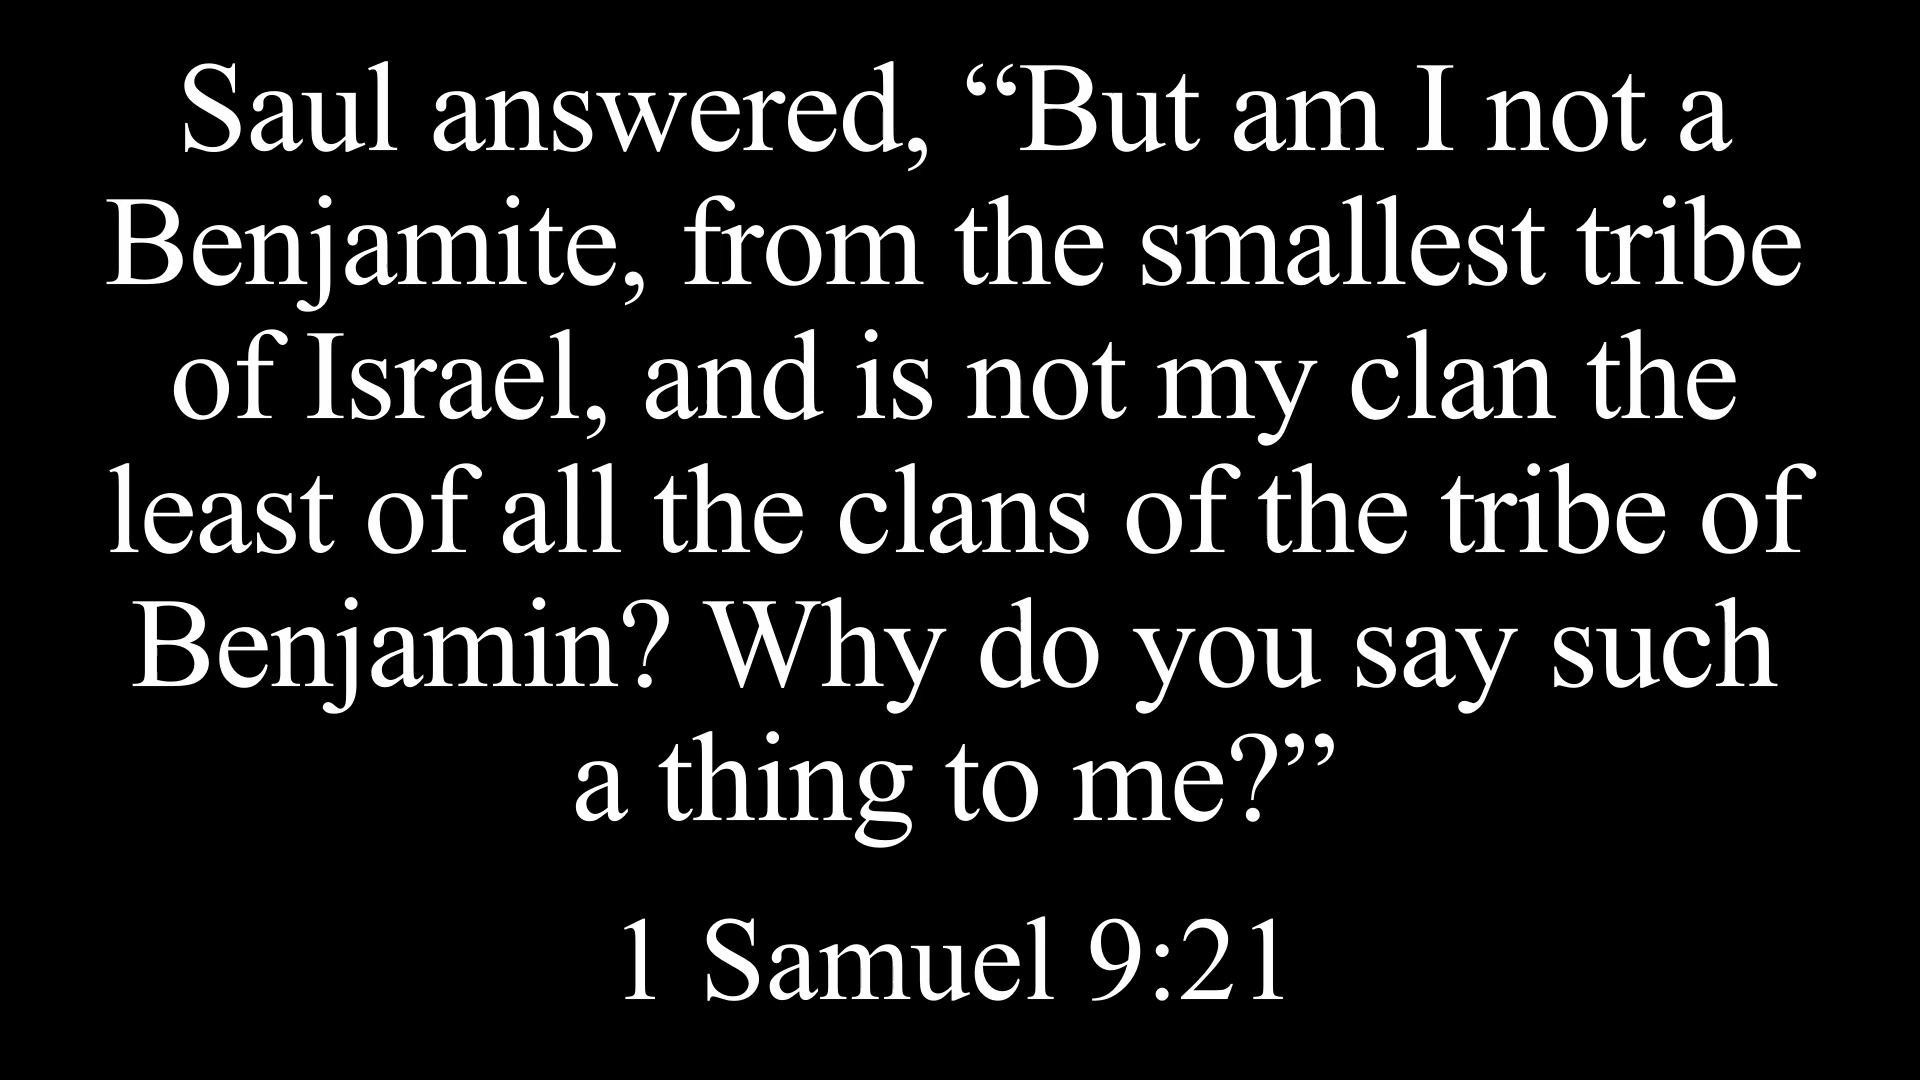 Saul answered, “But am I not a
Benjamite, from the smallest tribe
of Israel, and is not my clan the
least of all the clans of the tribe of
Benjamin? Why do you say such
a thing to me?”
1 Samuel 9:21